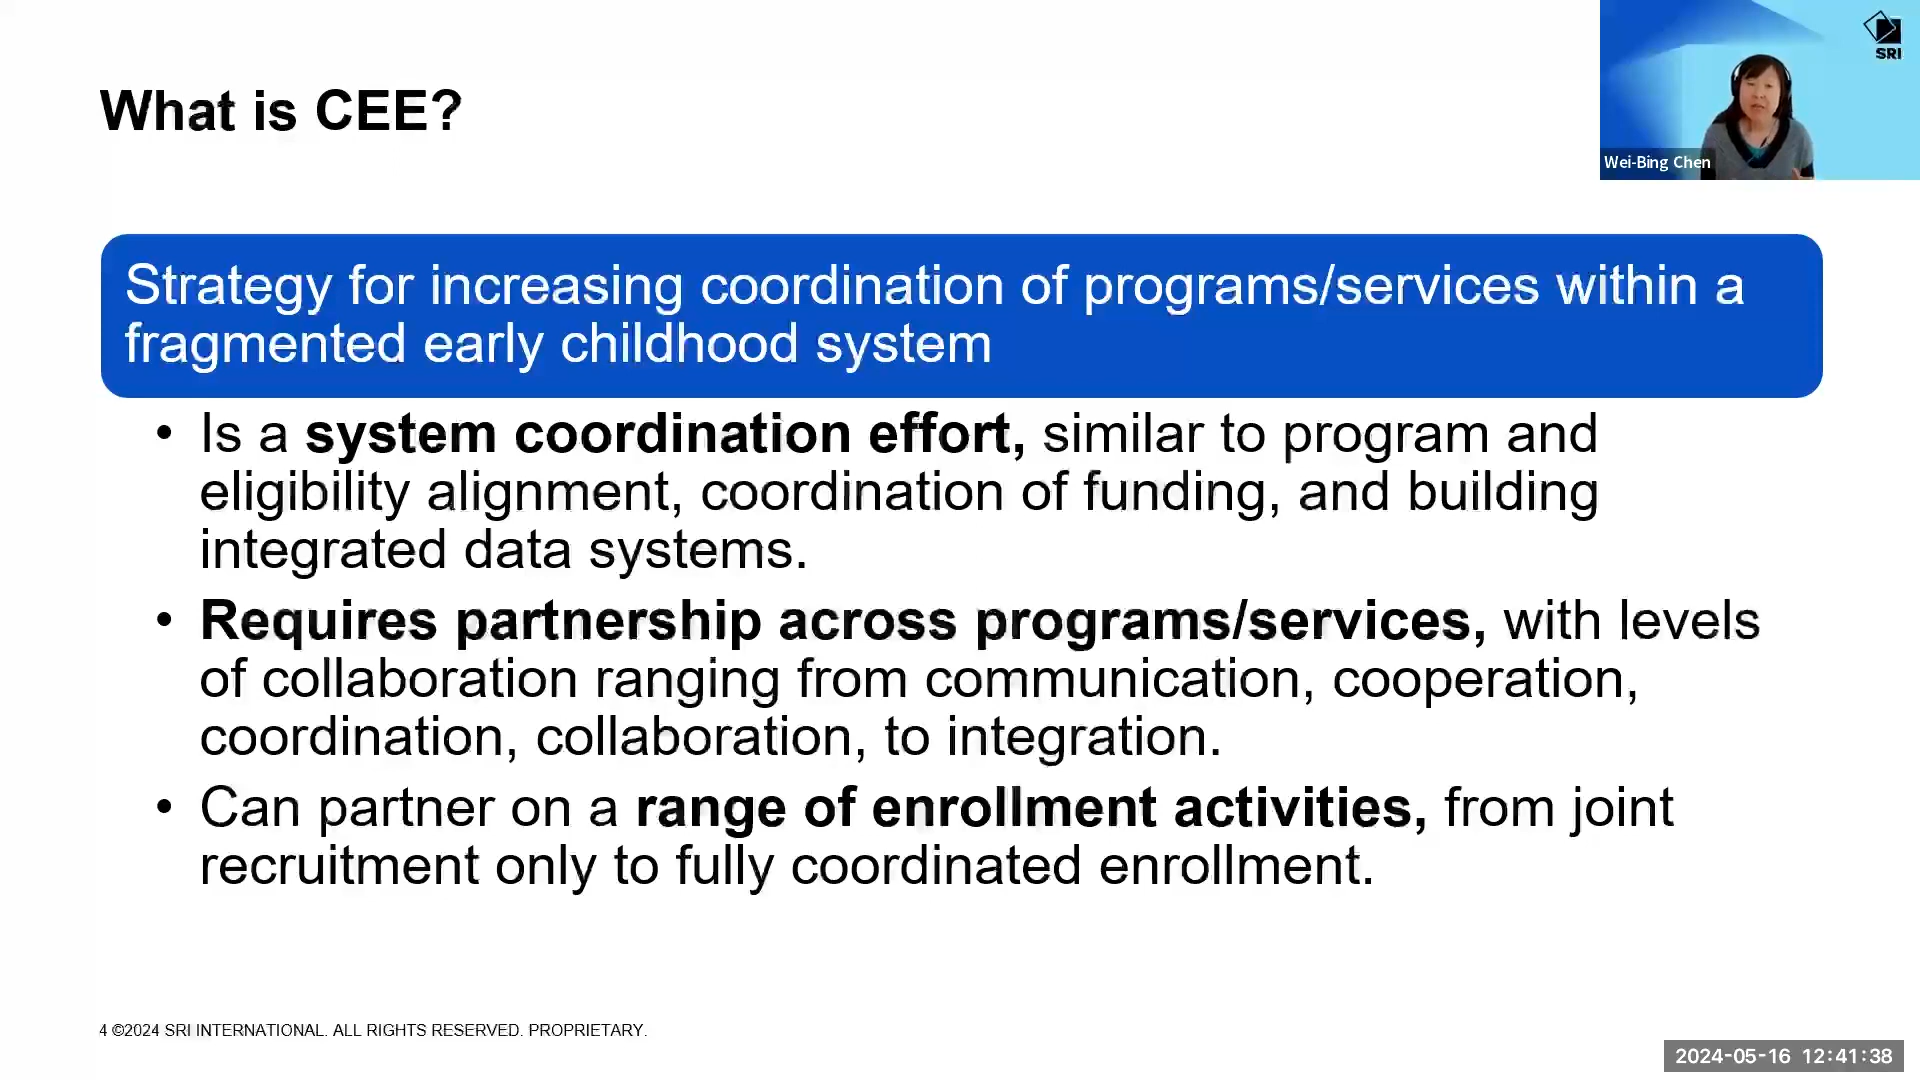 What is CEE?
SRI
Wei-Bing Chen
Strategy for increasing coordination of programs/services within a
fragmented early childhood system
• Is a system coordination effort, similar to program and
eligibility alignment, coordination of funding, and building
integrated data systems.
• Requires partnership across programs/services, with levels
of collaboration ranging from communication, cooperation,
coordination, collaboration, to integration.
• Can partner on a range of enrollment activities, from joint
recruitment only to fully coordinated enrollment.
4 ©2024 SRI INTERNATIONAL. ALL RIGHTS RESERVED. PROPRIETARY.
2024-05-16 12:41:38